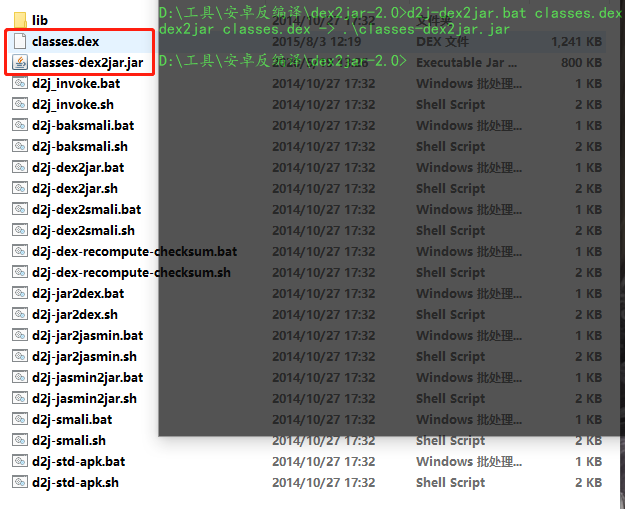 D:\工具\安卓反编译\dex2jar-2.0>d2j-dex2jar.bat classes.dex
dex2jar classes.dex -> .\classes-dex2jar.jar
D:\工具\安卓反编译\dex2jar-2.0>
lib 文件夹
classes.dex 2015/8/3 12:19 DEX 文件 1,241 KB
classes-dex2jar.jar Executable Jar ... 800 KB
d2j_invoke.bat 2014/10/27 17:32 Windows 批处理... 1 KB
d2j_invoke.sh 2014/10/27 17:32 Shell Script 2 KB
d2j-baksmali.bat 2014/10/27 17:32 Windows 批处理... 1 KB
d2j-baksmali.sh 2014/10/27 17:32 Shell Script 2 KB
d2j-dex2jar.bat 2014/10/27 17:32 Windows 批处理... 1 KB
d2j-dex2jar.sh 2014/10/27 17:32 Shell Script 2 KB
d2j-dex2smali.bat 2014/10/27 17:32 Windows 批处理... 1 KB
d2j-dex2smali.sh 2014/10/27 17:32 Shell Script 2 KB
d2j-dex-recompute-checksum.bat 2014/10/27 17:32 Windows 批处理... 1 KB
d2j-dex-recompute-checksum.sh 2014/10/27 17:32 Shell Script 2 KB
d2j-jar2dex.bat 2014/10/27 17:32 Windows 批处理... 1 KB
d2j-jar2dex.sh 2014/10/27 17:32 Shell Script 2 KB
d2j-jar2jasmin.bat 2014/10/27 17:32 Windows 批处理... 1 KB
d2j-jar2jasmin.sh 2014/10/27 17:32 Shell Script 2 KB
d2j-jasmin2jar.bat 2014/10/27 17:32 Windows 批处理... 1 KB
d2j-jasmin2jar.sh 2014/10/27 17:32 Shell Script 2 KB
d2j-smali.bat 2014/10/27 17:32 Windows 批处理... 1 KB
d2j-smali.sh 2014/10/27 17:32 Shell Script 2 KB
d2j-std-apk.bat 2014/10/27 17:32 Windows 批处理... 1 KB
d2j-std-apk.sh 2014/10/27 17:32 Shell Script 2 KB